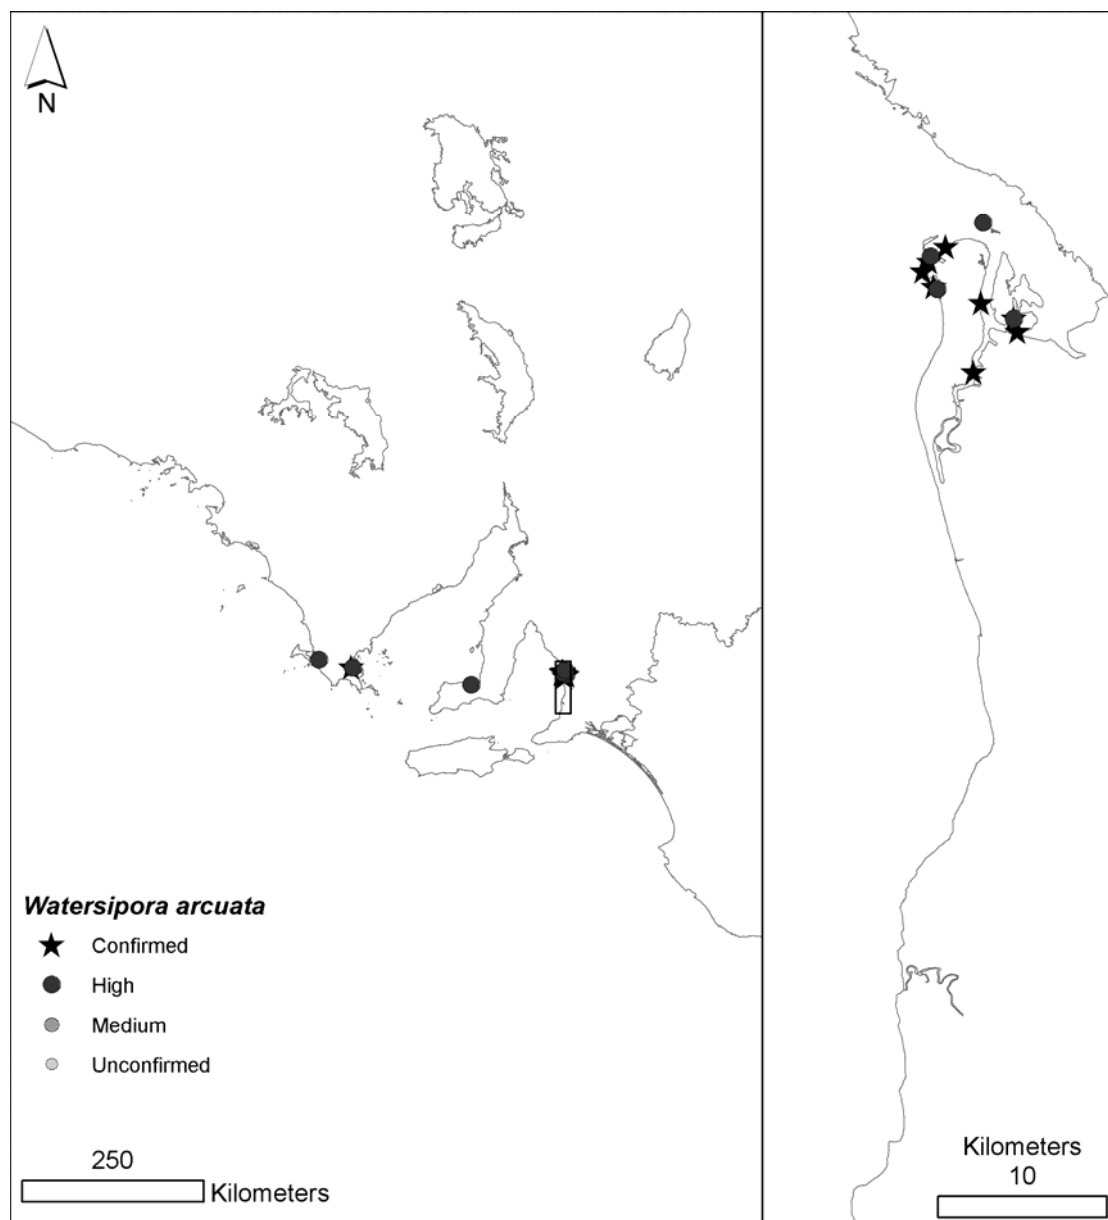 N
Watersipora arcuata
Confirmed
High
Medium
Unconfirmed
250
Kilometers
Kilometers
10